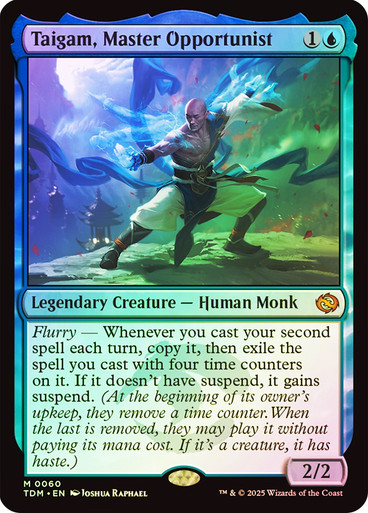 Taigam, Master Opportunist 1
Legendary Creature — Human Monk
Flurry — Whenever you cast your second
spell each turn, copy it, then exile the
spell you cast with four time counters
on it. If it doesn't have suspend, it gains
suspend. (At the beginning of its owner's
upkeep, they remove a time counter.When
the last is removed, they may play it without
paying its mana cost. If it's a creature, it has
haste.)
2/2
M 0060
TDM • EN Joshua Raphael
™ & © 2025 Wizards of the Coast